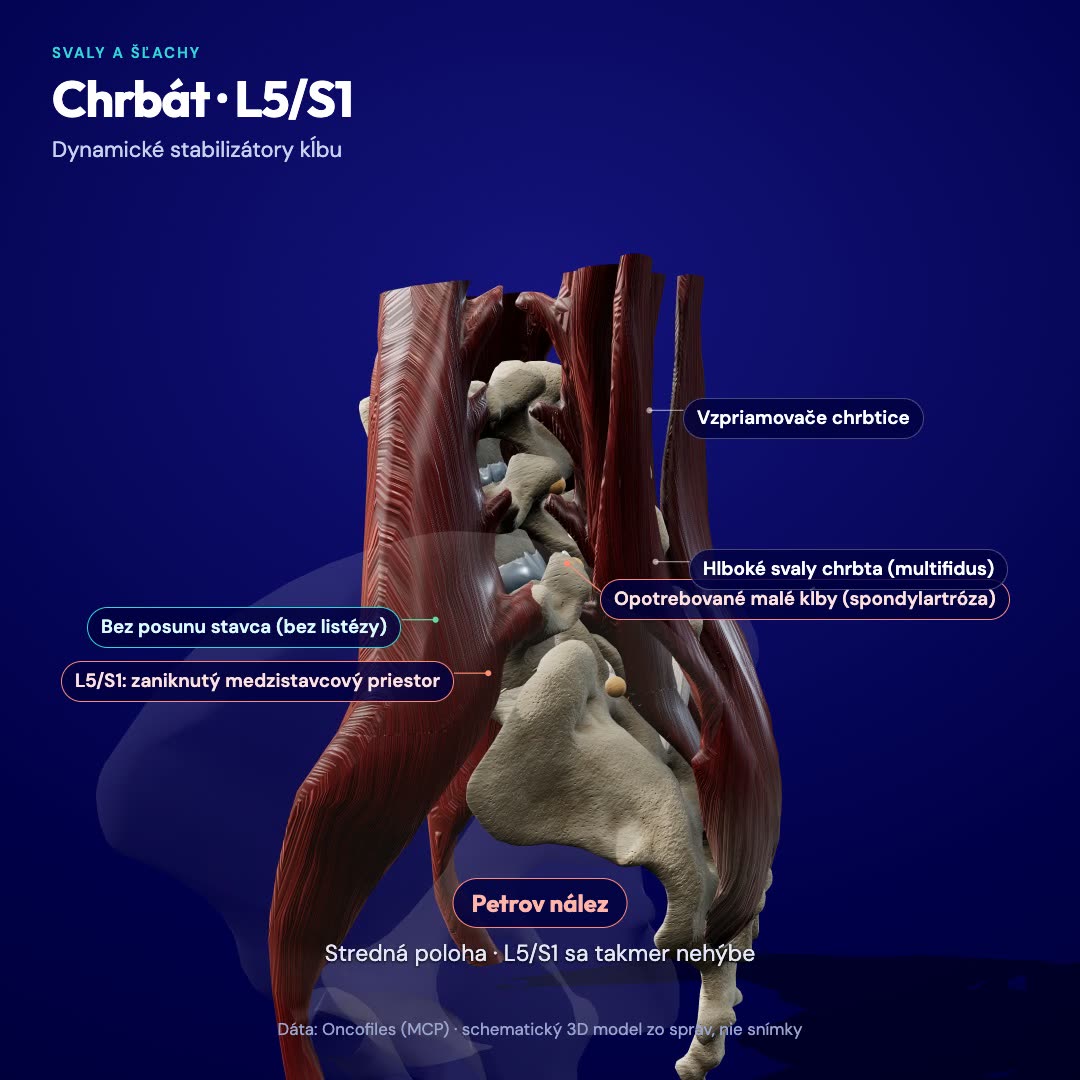 SVALY A ŠĽACHY
Chrbát · L5/S1
Dynamické stabilizátory kĺbu
Vzpriamovače chrbtice
Hlboké svaly chrbta (multifidus)
Opotrebované malé klby (spondylartróza)
Bez posunu stavca (bez listézy)
L5/S1: zaniknutý medzistavcový priestor
Petrov nález
Stredná poloha · L5/S1 sa takmer nehýbe
Dáta: Oncofiles (MCP) · schematický 3D model zo správ, nie snímky